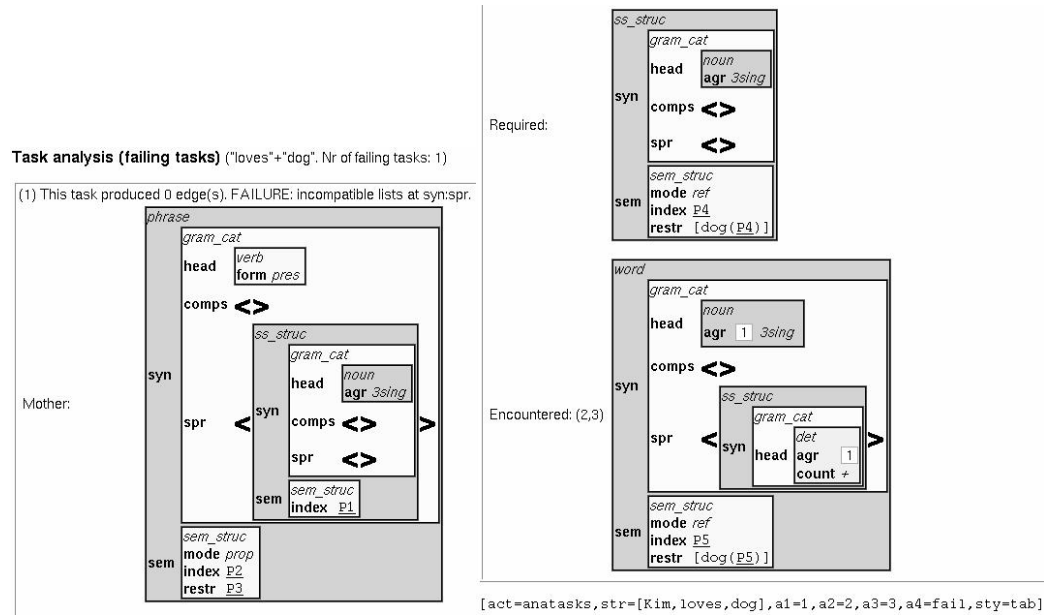 Task analysis (failing tasks) ("loves"+"dog". Nr of failing tasks: 1)
(1) This task produced 0 edge(s). FAILURE: incompatible lists at syn:spr.
Mother:
phrase
gram_cat
head
verb
form pres
comps <>
syn
spr <
ss_struc
gram_cat
head
noun
agr 3sing
syn
comps <>
spr <>
>
sem
sem_struc
index P1
sem
sem_struc
mode prop
index P2
restr P3
Required:
ss_struc
gram_cat
head
noun
agr 3sing
syn
comps <>
spr <>
sem
sem_struc
mode ref
index P4
restr [dog(P4)]
Encountered: (2,3)
word
gram_cat
head
noun
agr 1 3sing
comps <>
syn
spr <
ss_struc
gram_cat
syn
head
det
agr 1
count +
>
sem
sem_struc
mode ref
index P5
restr [dog(P5)]
[act=anatasks,str=[Kim,loves,dog],a1=1,a2=2,a3=3,a4=fail,sty=tab]